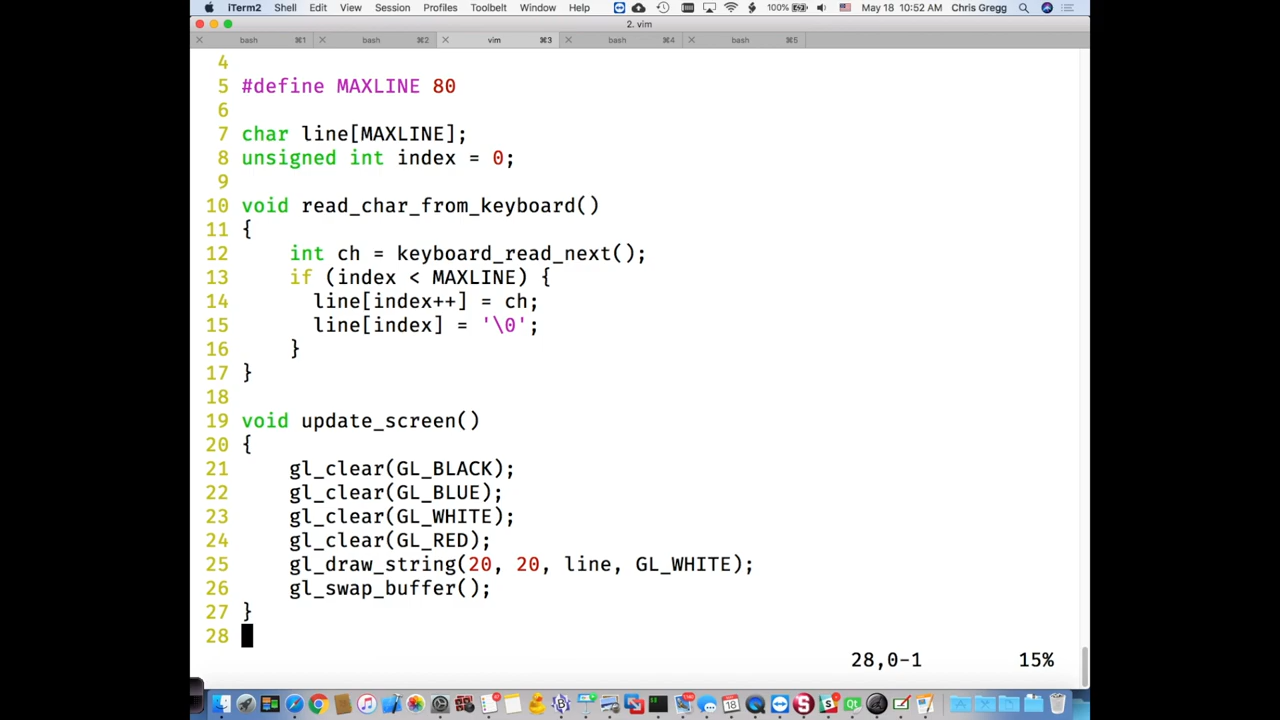 iTerm2 Shell Edit View Session Profiles Toolbelt Window Help 100% May 18 10:52 AM Chris Gregg
2. vim
bash ⌘1 bash ⌘2 vim ⌘3 bash ⌘4 bash ⌘5
4
5 #define MAXLINE 80
6
7 char line[MAXLINE];
8 unsigned int index = 0;
9
10 void read_char_from_keyboard()
11 {
12 int ch = keyboard_read_next();
13 if (index < MAXLINE) {
14 line[index++] = ch;
15 line[index] = '\0';
16 }
17 }
18
19 void update_screen()
20 {
21 gl_clear(GL_BLACK);
22 gl_clear(GL_BLUE);
23 gl_clear(GL_WHITE);
24 gl_clear(GL_RED);
25 gl_draw_string(20, 20, line, GL_WHITE);
26 gl_swap_buffer();
27 }
28
28,0-1 15%